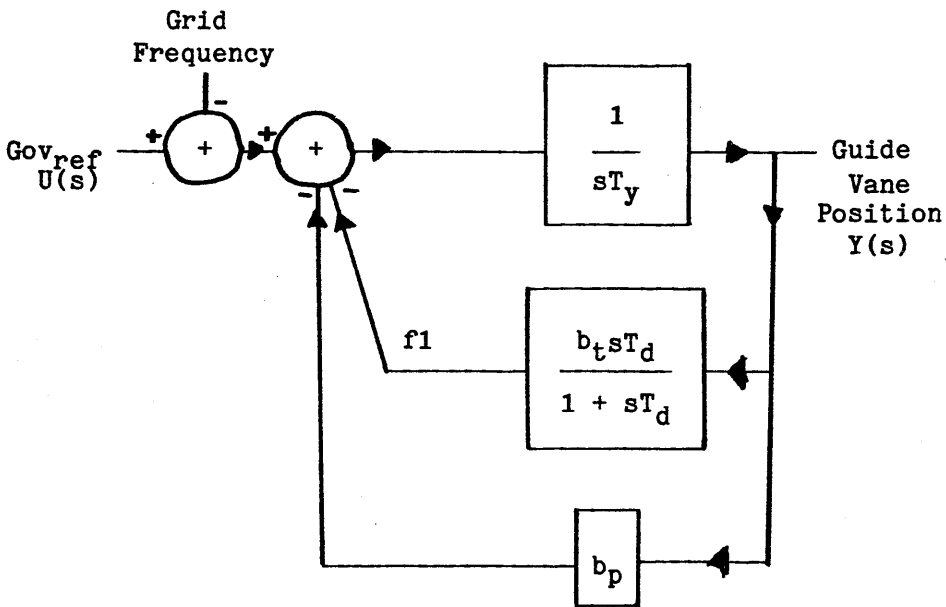 Grid
Frequency
-
+
+
+
+
-
-
Gov_ref
U(s)
1
sT_y
Guide
Vane
Position
Y(s)
f1
b_t sT_d
1 + sT_d
b_p